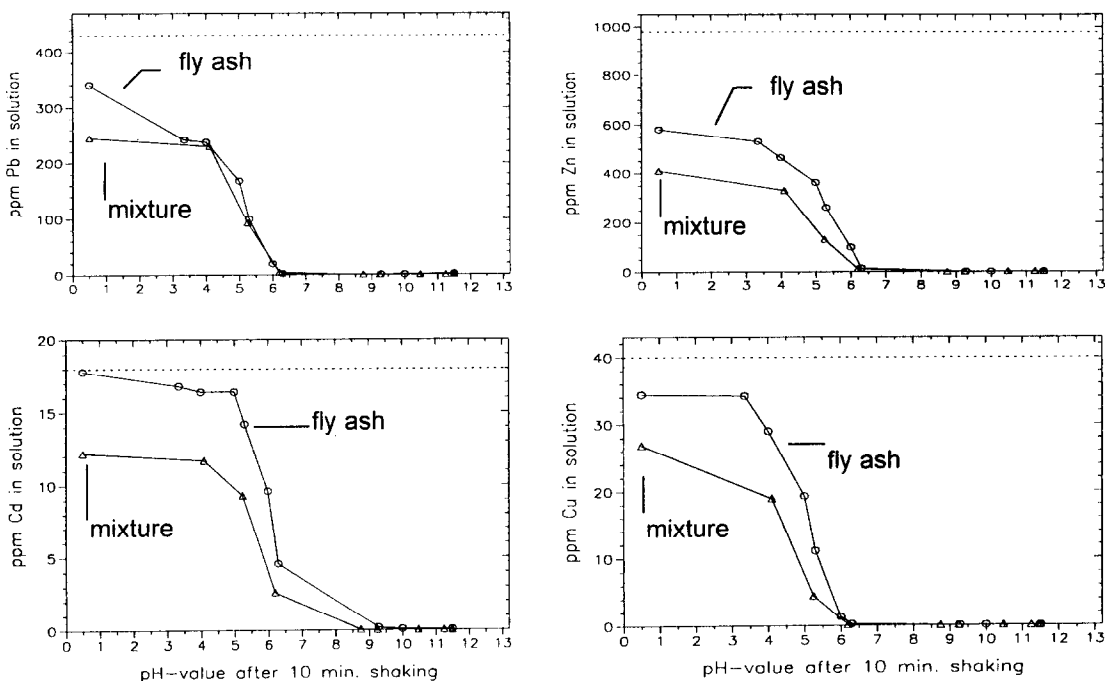 ppm Pb in solution
400
300
200
100
0
fly ash
mixture
0 1 2 3 4 5 6 7 8 9 10 11 12 13
ppm Zn in solution
1000
800
600
400
200
0
fly ash
mixture
0 1 2 3 4 5 6 7 8 9 10 11 12 13
ppm Cd in solution
20
15
10
5
0
fly ash
mixture
0 1 2 3 4 5 6 7 8 9 10 11 12 13
pH-value after 10 min. shaking
ppm Cu in solution
40
30
20
10
0
fly ash
mixture
0 1 2 3 4 5 6 7 8 9 10 11 12 13
pH-value after 10 min. shaking